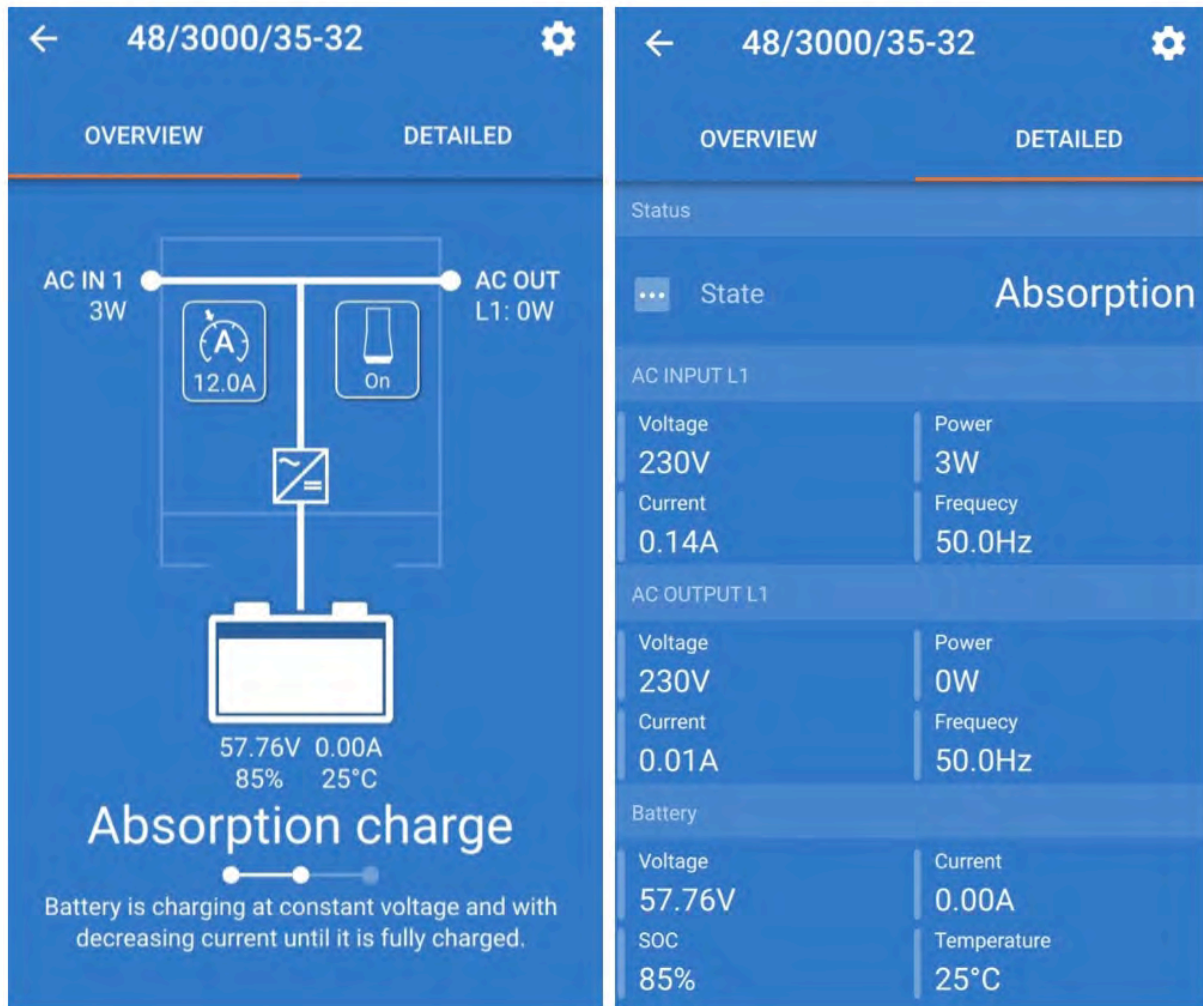 48/3000/35-32
OVERVIEW DETAILED
AC IN 1
3W
A
12.0A
On
AC OUT
L1: 0W
57.76V 0.00A
85% 25°C
Absorption charge
Battery is charging at constant voltage and with
decreasing current until it is fully charged.
48/3000/35-32
OVERVIEW DETAILED
Status
State Absorption
AC INPUT L1
Voltage Power
230V 3W
Current Frequecy
0.14A 50.0Hz
AC OUTPUT L1
Voltage Power
230V 0W
Current Frequecy
0.01A 50.0Hz
Battery
Voltage Current
57.76V 0.00A
SOC Temperature
85% 25°C